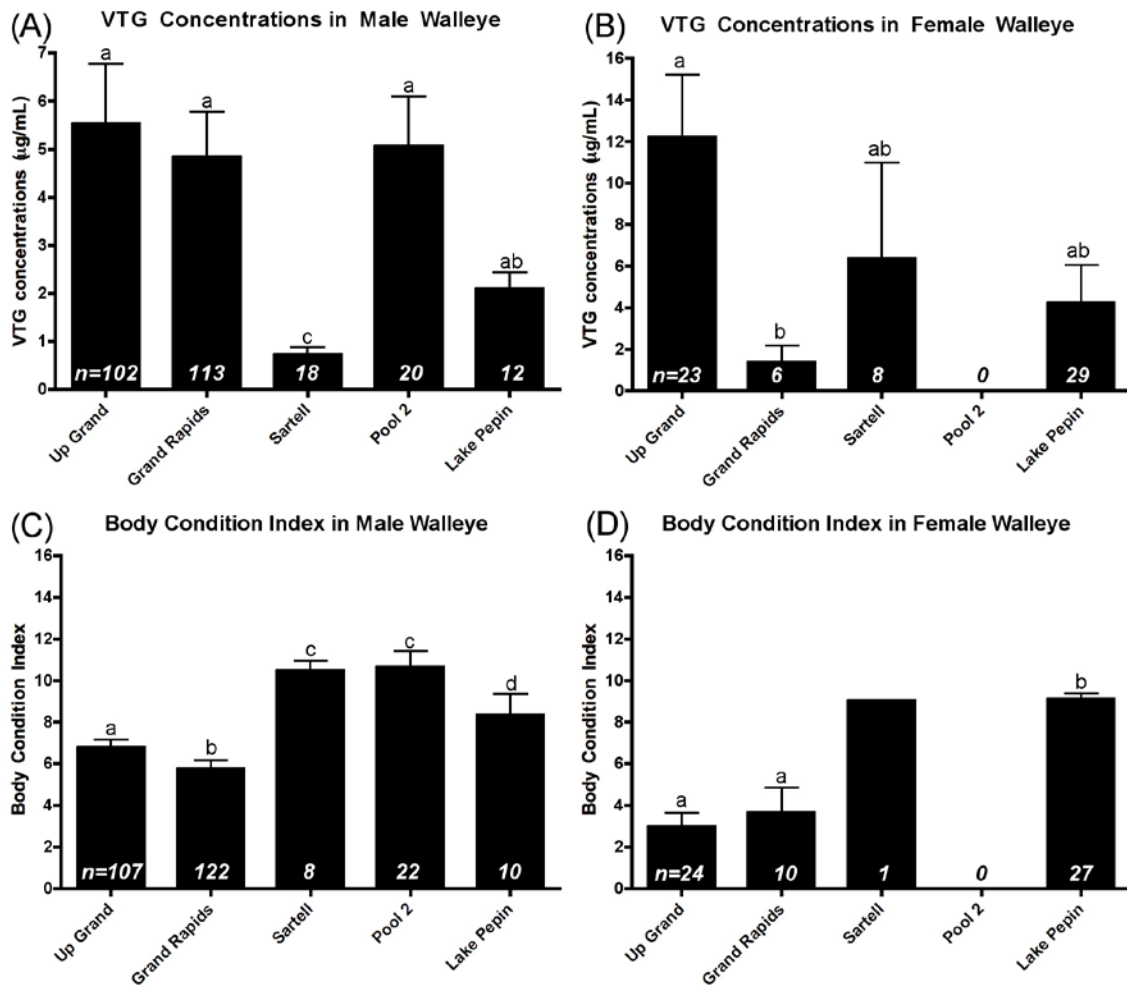 (A) VTG Concentrations in Male Walleye
VTG concentrations (µg/mL)
7
6
5
4
3
2
1
0
a
a
c
a
ab
n=102
113
18
20
12
Up Grand
Grand Rapids
Sartell
Pool 2
Lake Pepin
(B) VTG Concentrations in Female Walleye
VTG concentrations (µg/mL)
16
14
12
10
8
6
4
2
0
a
b
ab
ab
n=23
6
8
0
29
Up Grand
Grand Rapids
Sartell
Pool 2
Lake Pepin
(C) Body Condition Index in Male Walleye
Body Condition Index
16
14
12
10
8
6
4
2
0
a
b
c
c
d
n=107
122
8
22
10
Up Grand
Grand Rapids
Sartell
Pool 2
Lake Pepin
(D) Body Condition Index in Female Walleye
Body Condition Index
16
14
12
10
8
6
4
2
0
a
a
b
n=24
10
1
0
27
Up Grand
Grand Rapids
Sartell
Pool 2
Lake Pepin